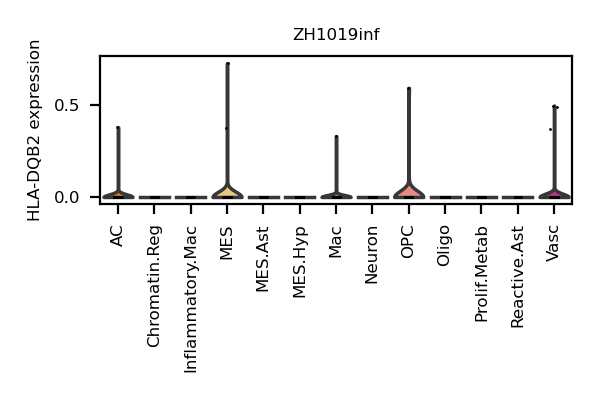 ZH1019inf
HLA-DQB2 expression
0.5
0.0
AC
Chromatin.Reg
Inflammatory.Mac
MES
MES.Ast
MES.Hyp
Mac
Neuron
OPC
Oligo
Prolif.Metab
Reactive.Ast
Vasc